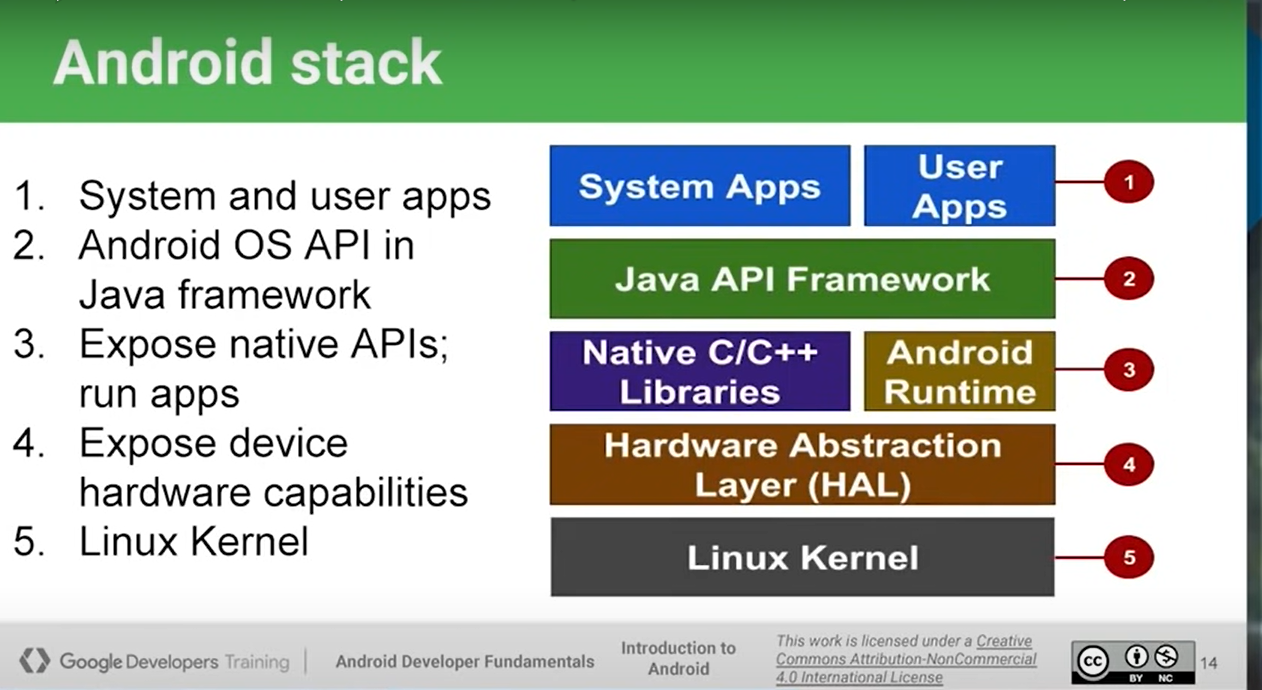 Android stack
1. System and user apps
2. Android OS API in
Java framework
3. Expose native APIs;
run apps
4. Expose device
hardware capabilities
5. Linux Kernel
System Apps
User
Apps
1
Java API Framework
2
Native C/C++
Libraries
Android
Runtime
3
Hardware Abstraction
Layer (HAL)
4
Linux Kernel
5
Google Developers Training
Android Developer Fundamentals
Introduction to
Android
This work is licensed under a Creative
Commons Attribution-NonCommercial
4.0 International License
cc
BY NC
14